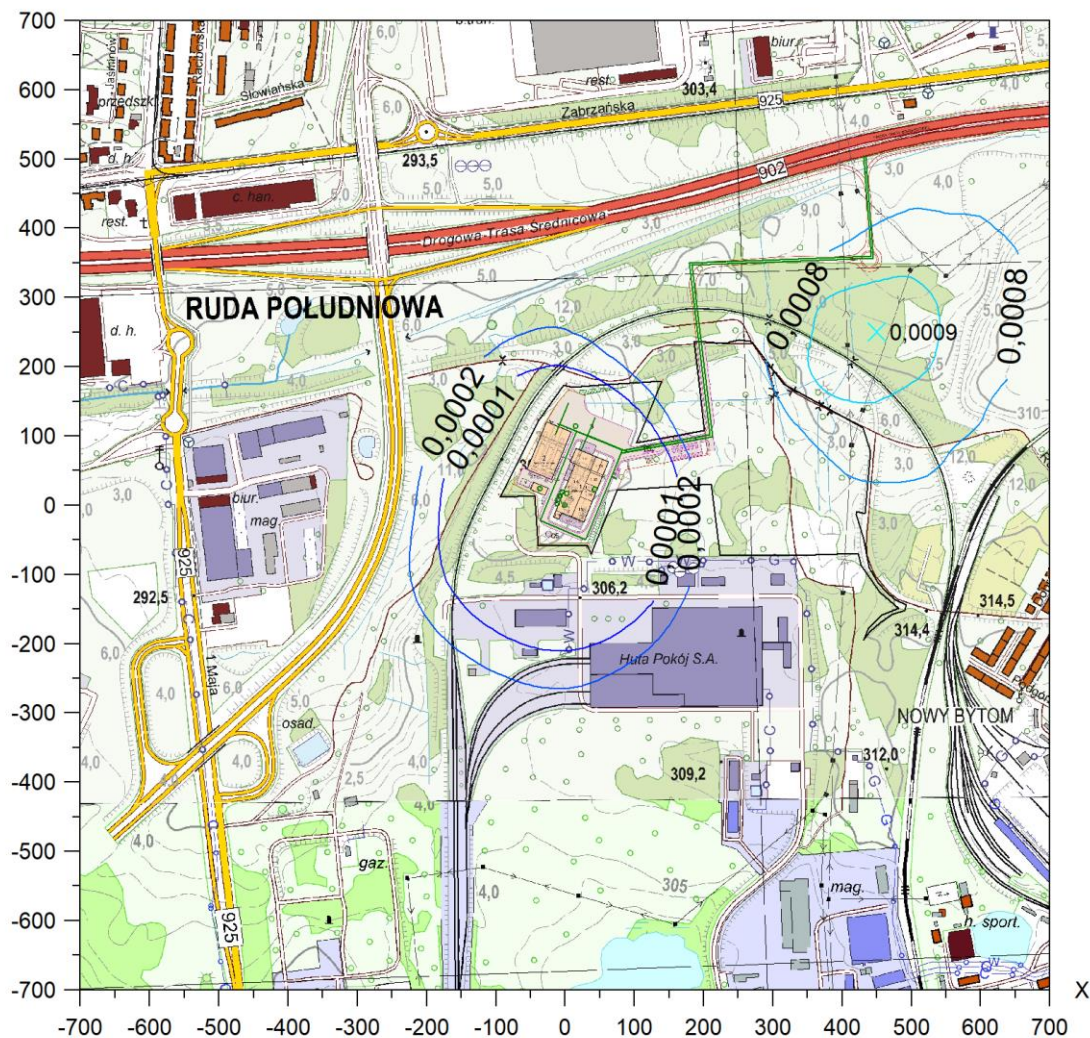 700
600
500
400
300
200
100
0
-100
-200
-300
-400
-500
-600
-700
-700 -600 -500 -400 -300 -200 -100 0 100 200 300 400 500 600 700
X
Słowiańska
przedszk.
d. h.
rest.
c. han.
293,5
rest.
biur.
303,4
Zabrzańska
925
902
Drogowa Trasa Średnicowa
RUDA POŁUDNIOWA
d. h.
0,0008
0,0009
0,0008
0,0002
0,0001
0,0001
0,0002
biur.
mag.
925
292,5
1 Maja
306,2
Huta Pokój S.A.
314,5
314,4
NOWY BYTOM
osad.
309,2
312,0
gaz.
305
310
mag.
h. sport.
925